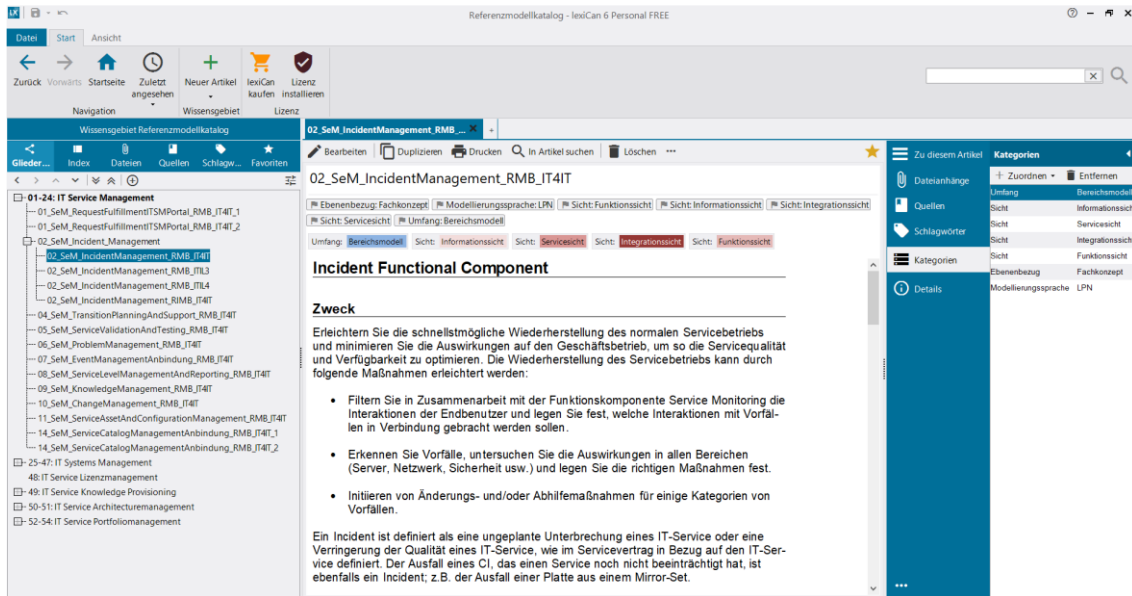 LX
Referenzmodellkatalog - lexiCan 6 Personal FREE
Datei Start Ansicht
Zurück Vorwärts Startseite Zuletzt angesehen Neuer Artikel lexiCan kaufen Lizenz installieren
Navigation Wissensgebiet Lizenz
Wissensgebiet Referenzmodellkatalog
Glieder... Index Dateien Quellen Schlagw... Favoriten
01-24: IT Service Management
01_SeM_RequestFulfillmentITSMPortal_RMB_IT4IT_1
01_SeM_RequestFulfillmentITSMPortal_RMB_IT4IT_2
02_SeM_Incident_Management
02_SeM_IncidentManagement_RMB_IT4IT
02_SeM_IncidentManagement_RMB_ITIL3
02_SeM_IncidentManagement_RMB_ITIL4
02_SeM_IncidentManagement_RIMB_IT4IT
04_SeM_TransitionPlanningAndSupport_RMB_IT4IT
05_SeM_ServiceValidationAndTesting_RMB_IT4IT
06_SeM_ProblemManagement_RMB_IT4IT
07_SeM_EventManagementAnbindung_RMB_IT4IT
08_SeM_ServiceLevelManagementAndReporting_RMB_IT4IT
09_SeM_KnowledgeManagement_RMB_IT4IT
10_SeM_ChangeManagement_RMB_IT4IT
11_SeM_ServiceAssetAndConfigurationManagement_RMB_IT4IT
14_SeM_ServiceCatalogManagementAnbindung_RMB_IT4IT_1
14_SeM_ServiceCatalogManagementAnbindung_RMB_IT4IT_2
25-47: IT Systems Management
48: IT Service Lizenzmanagement
49: IT Service Knowledge Provisioning
50-51: IT Service Architecturemanagement
52-54: IT Service Portfoliomanagement
02_SeM_IncidentManagement_RMB_...
Bearbeiten Duplizieren Drucken In Artikel suchen Löschen
02_SeM_IncidentManagement_RMB_IT4IT
Ebenenbezug: Fachkonzept Modellierungssprache: LPN Sicht: Funktionssicht Sicht: Informationssicht Sicht: Integrationssicht
Sicht: Servicesicht Umfang: Bereichsmodell
Umfang: Bereichsmodell Sicht: Informationssicht Sicht: Servicesicht Sicht: Integrationssicht Sicht: Funktionssicht
Incident Functional Component
Zweck
Erleichtern Sie die schnellstmögliche Wiederherstellung des normalen Servicebetriebs
und minimieren Sie die Auswirkungen auf den Geschäftsbetrieb, um so die Servicequalität
und Verfügbarkeit zu optimieren. Die Wiederherstellung des Servicebetriebs kann durch
folgende Maßnahmen erleichtert werden:
• Filtern Sie in Zusammenarbeit mit der Funktionskomponente Service Monitoring die
Interaktionen der Endbenutzer und legen Sie fest, welche Interaktionen mit Vorfäl-
len in Verbindung gebracht werden sollen.
• Erkennen Sie Vorfälle, untersuchen Sie die Auswirkungen in allen Bereichen
(Server, Netzwerk, Sicherheit usw.) und legen Sie die richtigen Maßnahmen fest.
• Initiieren von Änderungs- und/oder Abhilfemaßnahmen für einige Kategorien von
Vorfällen.
Ein Incident ist definiert als eine ungeplante Unterbrechung eines IT-Service oder eine
Verringerung der Qualität eines IT-Service, wie im Servicevertrag in Bezug auf den IT-Ser-
vice definiert. Der Ausfall eines CI, das einen Service noch nicht beeinträchtigt hat, ist
ebenfalls ein Incident; z.B. der Ausfall einer Platte aus einem Mirror-Set.
Zu diesem Artikel
Dateianhänge
Quellen
Schlagwörter
Kategorien
Details
Kategorien
Zuordnen Entfernen
Umfang Bereichsmodell
Sicht Informationssich
Sicht Servicesicht
Sicht Integrationssich
Sicht Funktionssicht
Ebenenbezug Fachkonzept
Modellierungssprache LPN